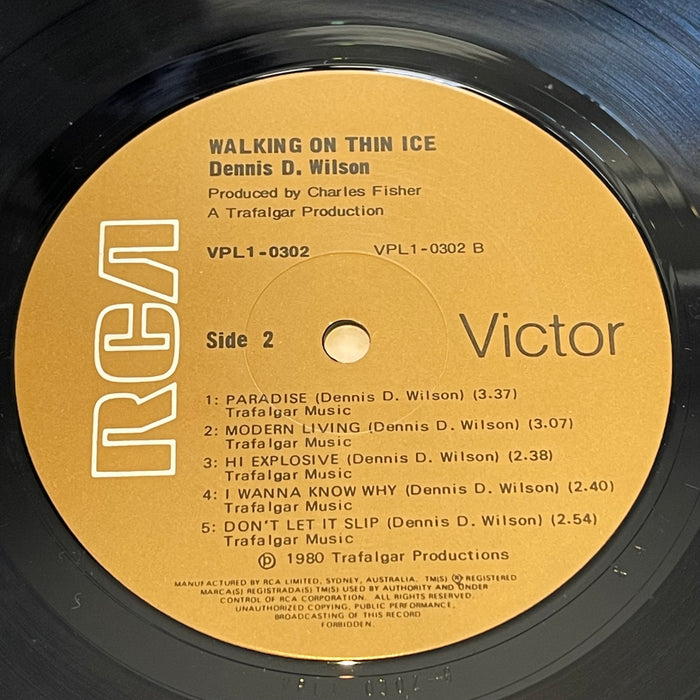 WALKING ON THIN ICE
Dennis D. Wilson
Produced by Charles Fisher
A Trafalgar Production
VPL1-0302 VPL1-0302 B
RCA
Side 2
Victor
1: PARADISE (Dennis D. Wilson) (3.37)
Trafalgar Music
2: MODERN LIVING (Dennis D. Wilson) (3.07)
Trafalgar Music
3: HI EXPLOSIVE (Dennis D. Wilson) (2.38)
Trafalgar Music
4: I WANNA KNOW WHY (Dennis D. Wilson) (2.40)
Trafalgar Music
5: DON'T LET IT SLIP (Dennis D. Wilson) (2.54)
Trafalgar Music
℗ 1980 Trafalgar Productions
MANUFACTURED BY RCA LIMITED, SYDNEY, AUSTRALIA. TM(S) ® REGISTERED
MARCA(S) REGISTRADA(S) TM(S) USED BY AUTHORITY AND UNDER
CONTROL OF RCA CORPORATION. ALL RIGHTS RESERVED.
UNAUTHORIZED COPYING, PUBLIC PERFORMANCE,
BROADCASTING OF THIS RECORD
FORBIDDEN.